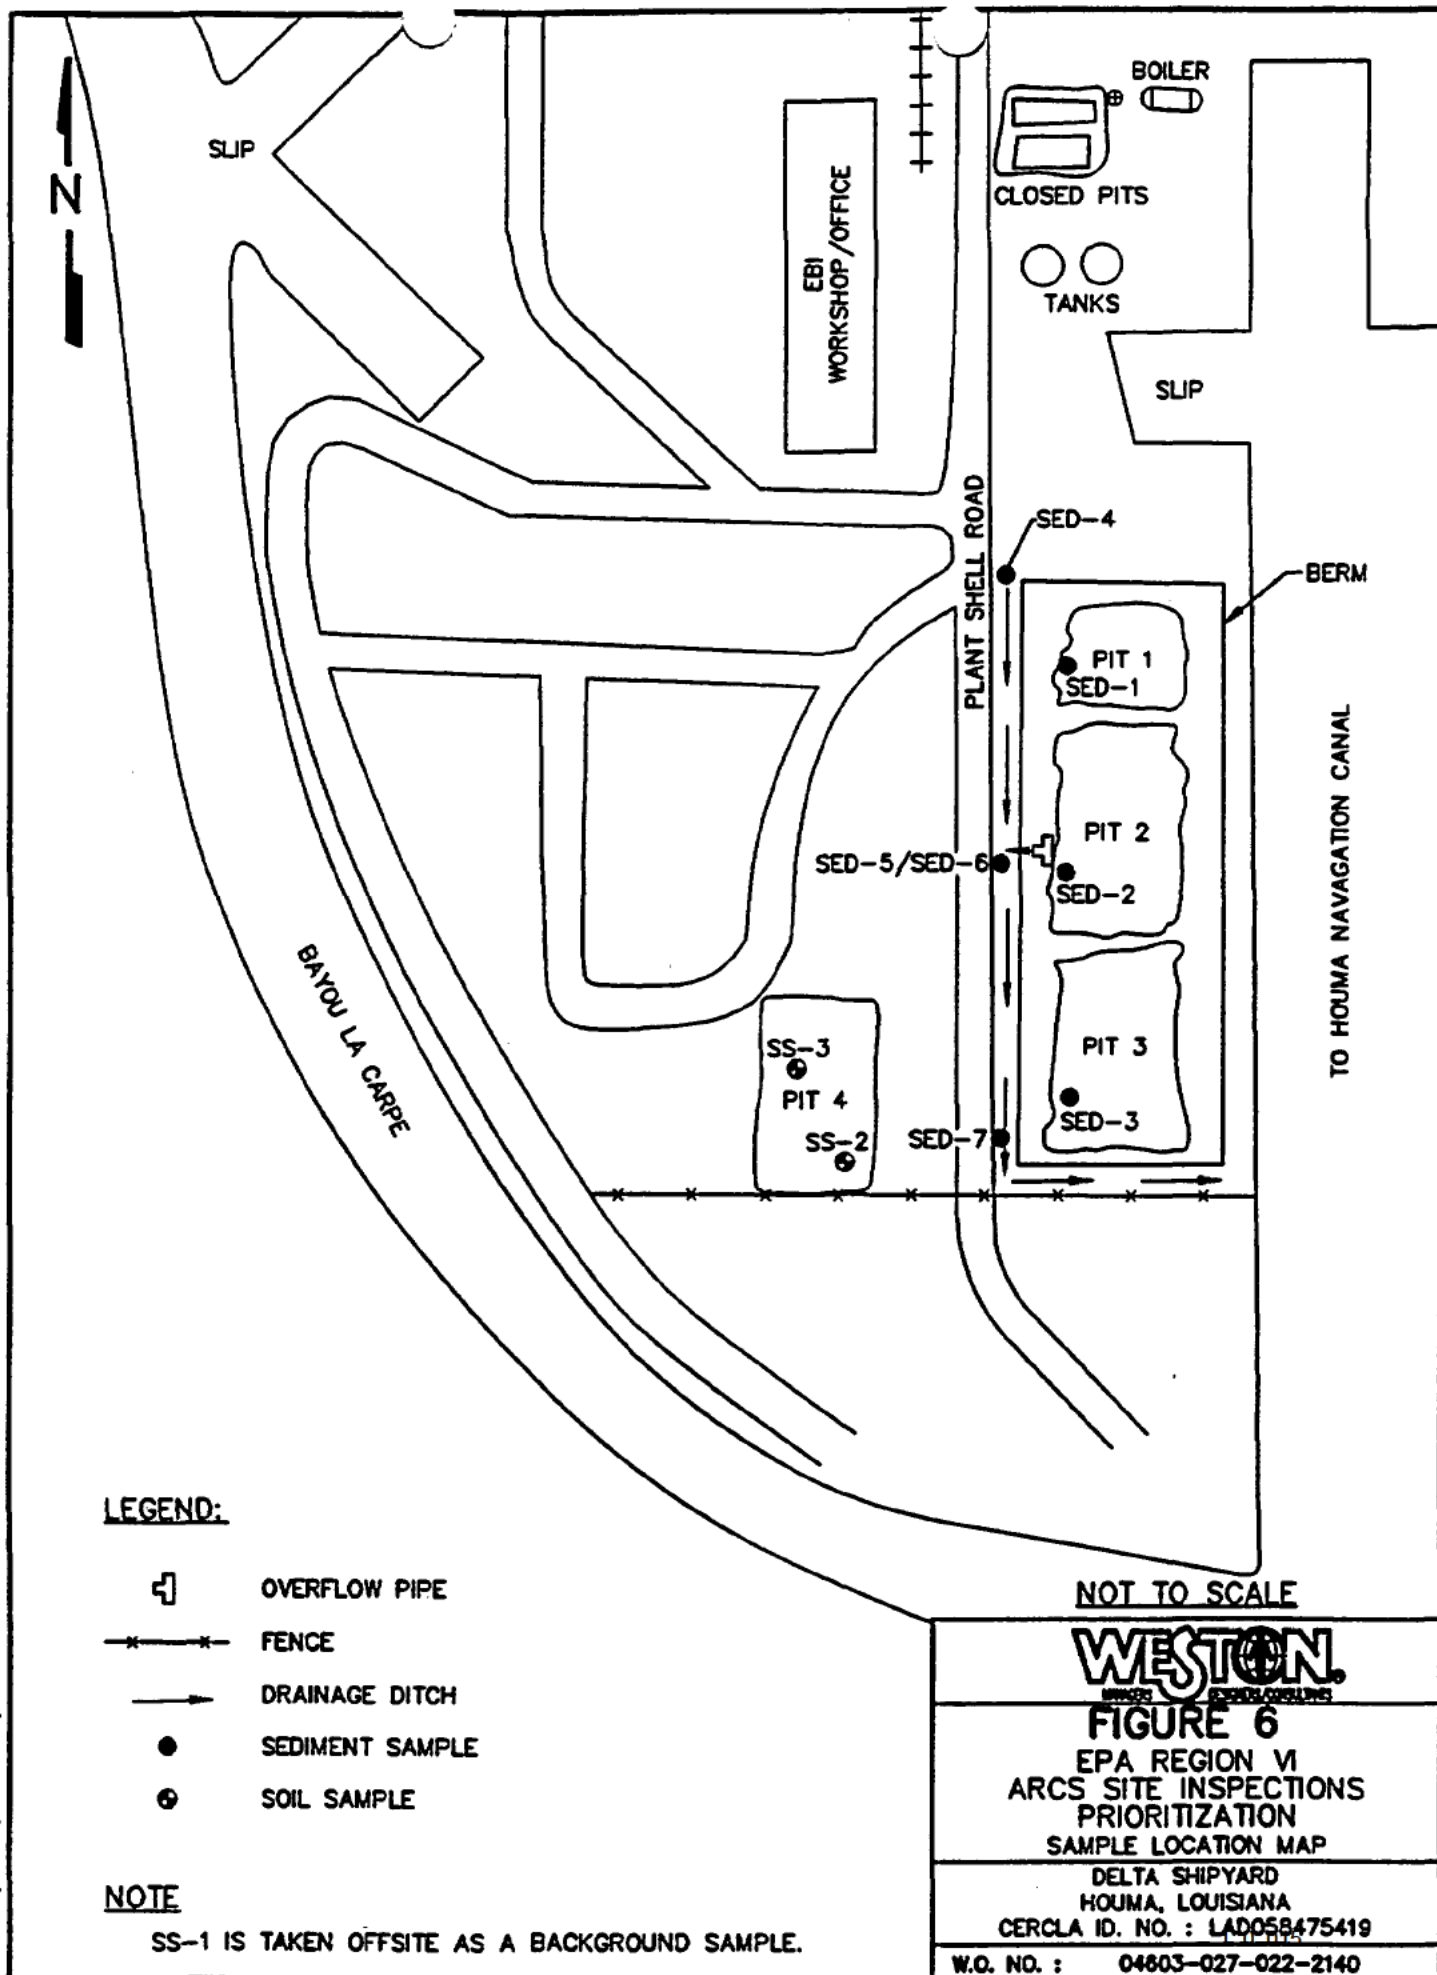 BOILER
SLIP
N
CLOSED PITS
EBI
WORKSHOP/OFFICE
TANKS
SLIP
PLANT SHELL ROAD
SED-4
BERM
PIT 1
SED-1
PIT 2
SED-5/SED-6
SED-2
TO HOUMA NAVAGATION CANAL
BAYOU LA CARPE
PIT 3
SS-3
PIT 4
SED-3
SS-2
SED-7
LEGEND:
OVERFLOW PIPE
FENCE
DRAINAGE DITCH
SEDIMENT SAMPLE
SOIL SAMPLE
NOTE
SS-1 IS TAKEN OFFSITE AS A BACKGROUND SAMPLE.
NOT TO SCALE
WESTON
MANAGERS DESIGNERS/CONSULTANTS
FIGURE 6
EPA REGION VI
ARCS SITE INSPECTIONS
PRIORITIZATION
SAMPLE LOCATION MAP
DELTA SHIPYARD
HOUMA, LOUISIANA
CERCLA ID. NO. : LAD058475419
W.O. NO. : 04603-027-022-2140